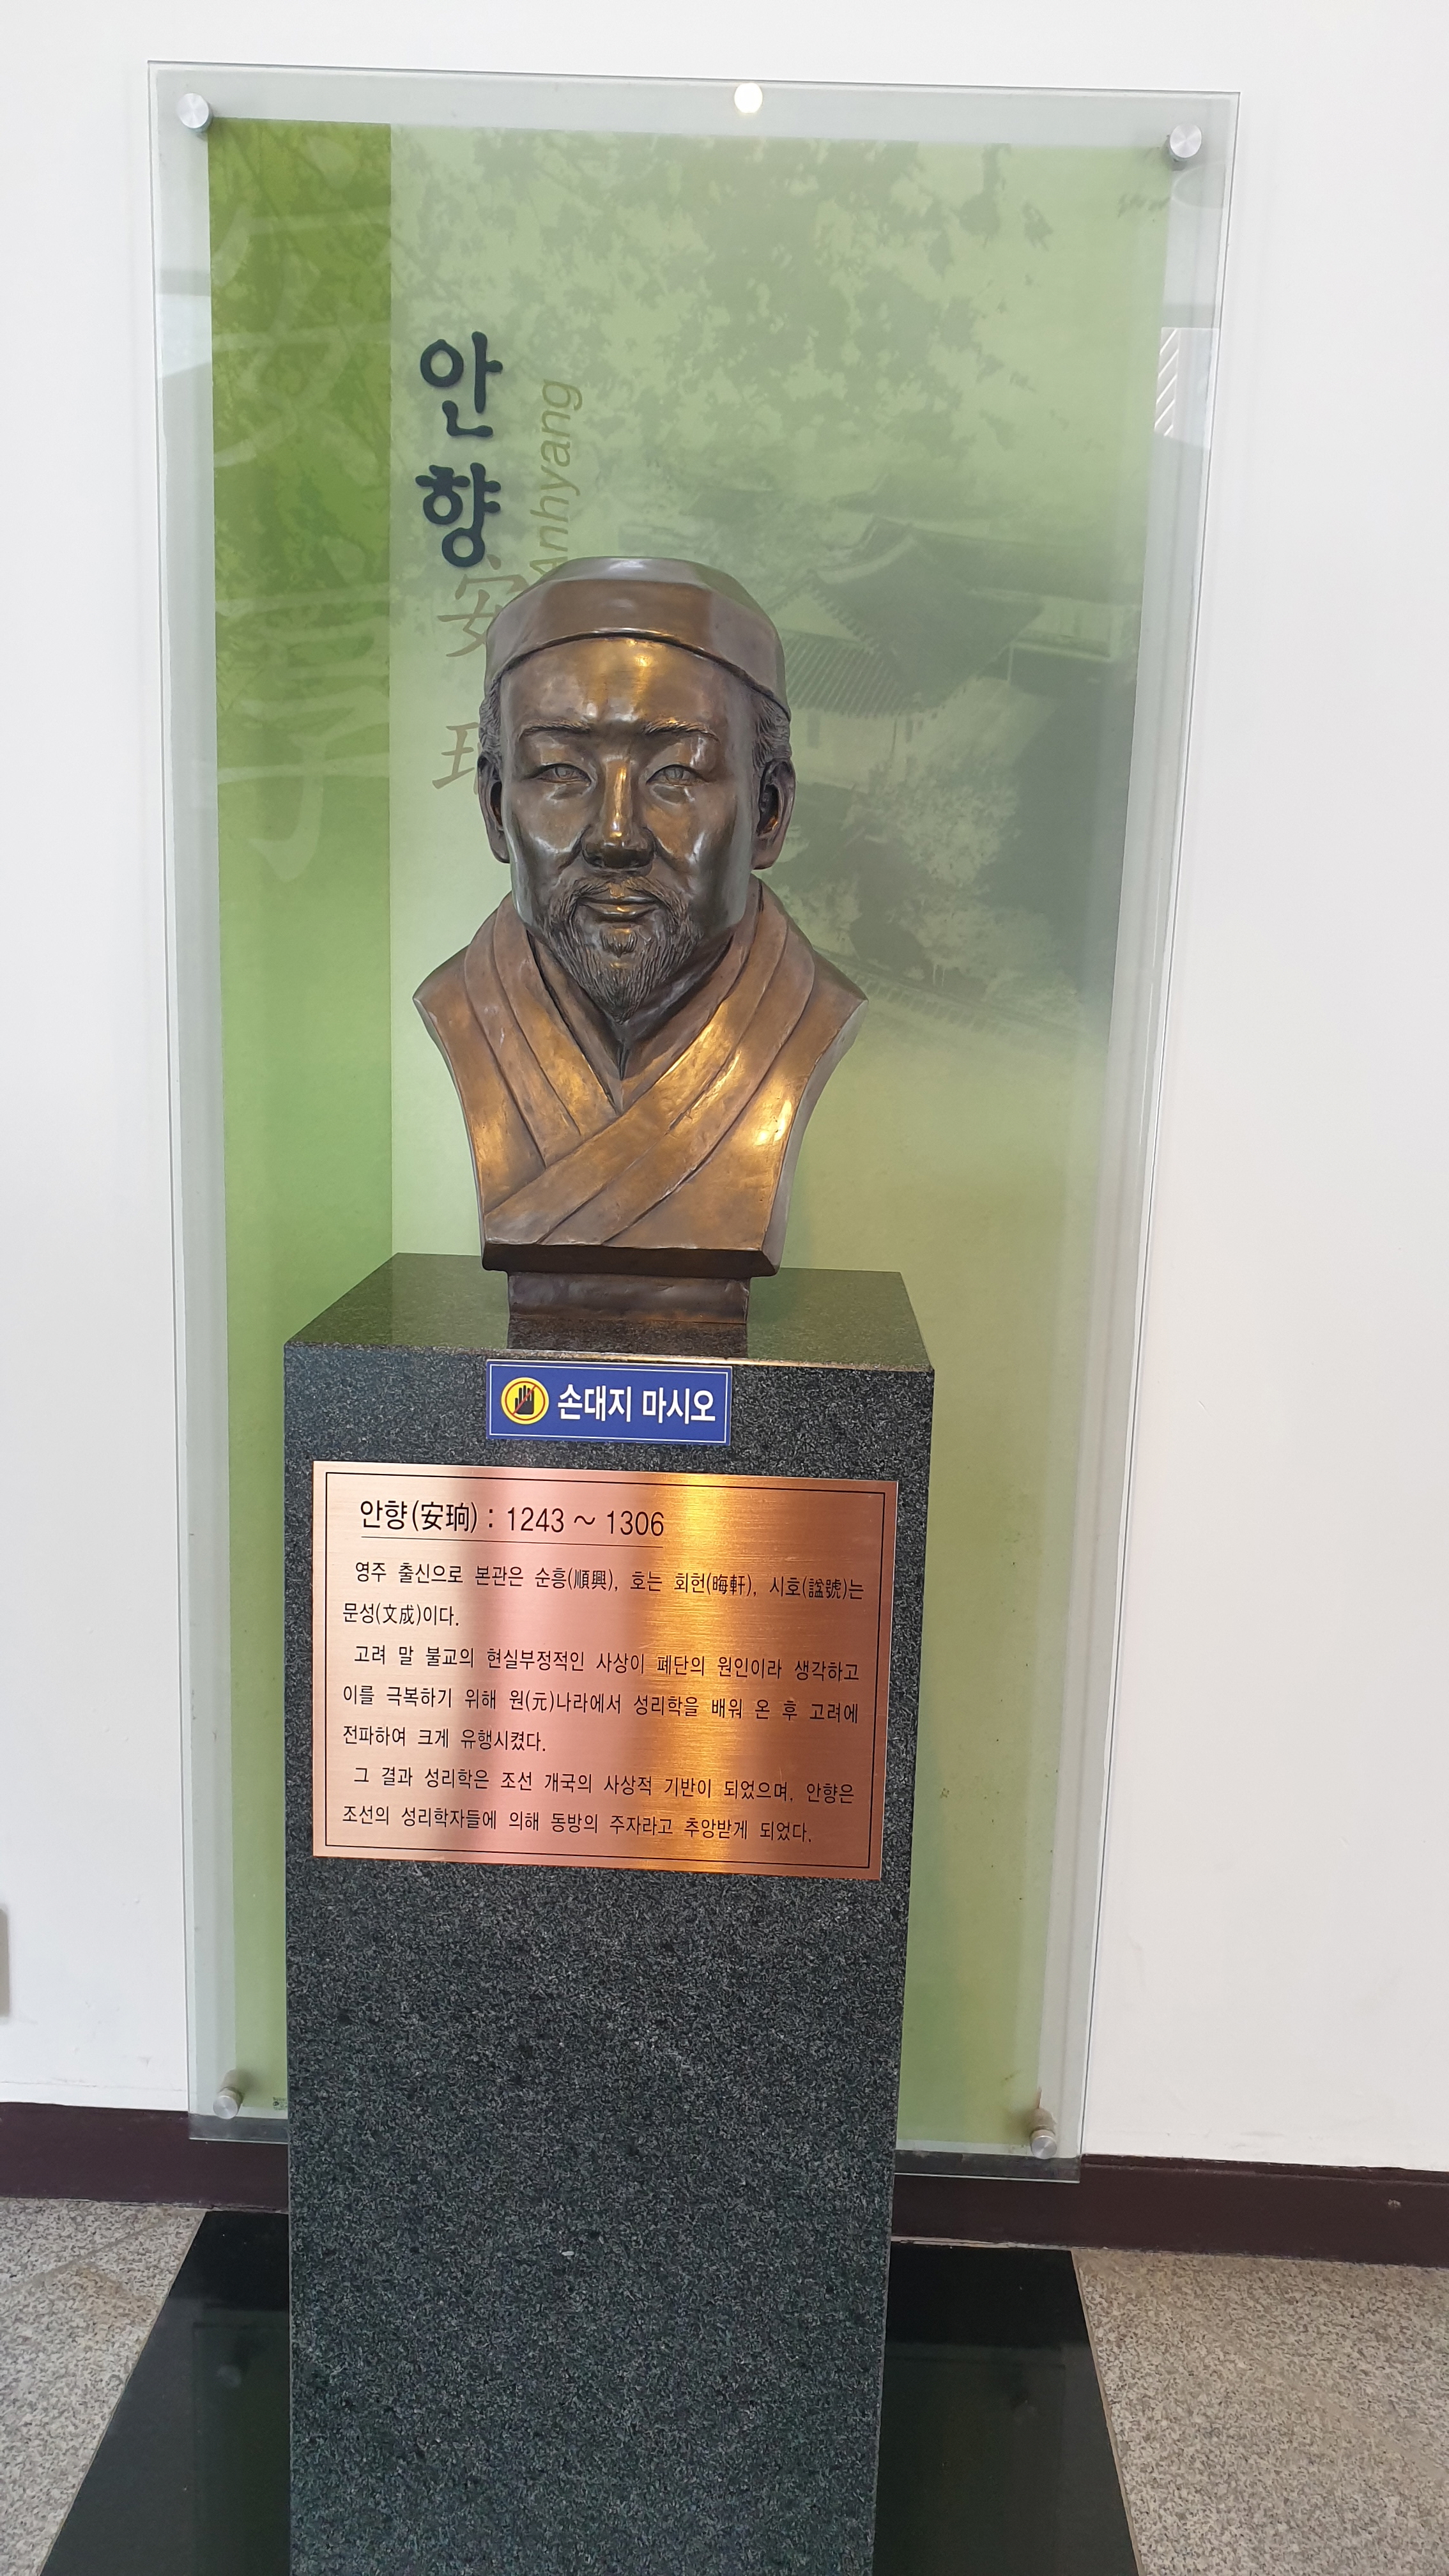 안향
Anhyang
安
손대지 마시오
안향(安珦) : 1243 ~ 1306
영주 출신으로 본관은 순흥(順興), 호는 회헌(晦軒), 시호(諡號)는
문성(文成)이다.
고려 말 불교의 현실부정적인 사상이 폐단의 원인이라 생각하고
이를 극복하기 위해 원(元)나라에서 성리학을 배워 온 후 고려에
전파하여 크게 유행시켰다.
그 결과 성리학은 조선 개국의 사상적 기반이 되었으며, 안향은
조선의 성리학자들에 의해 동방의 주자라고 추앙받게 되었다.